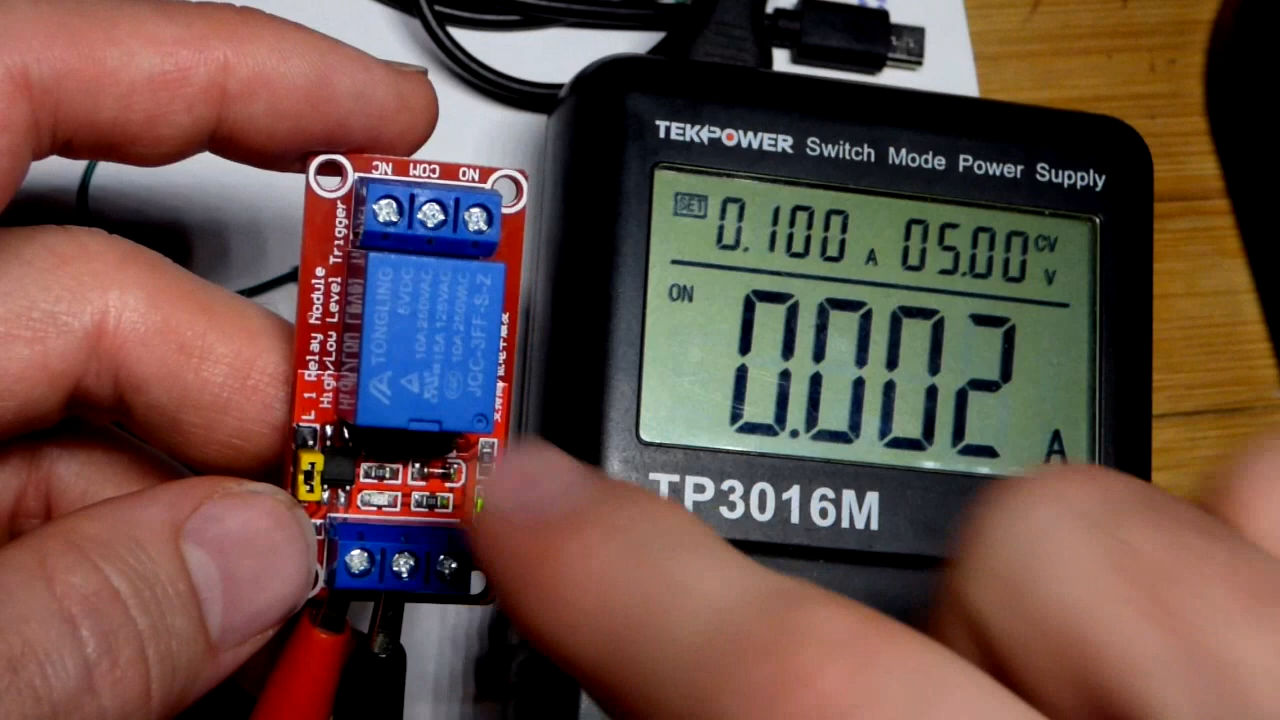 TEKPOWER Switch Mode Power Supply
SET 0.100 A 05.00 CV V
ON 0.002 A
TP3016M
NC COM NO
1 Relay Module
High/Low Level Trigger
TONGLING
5VDC
10A 250VAC
15A 125VAC
10A 250VAC
JQC-3FF-S-Z